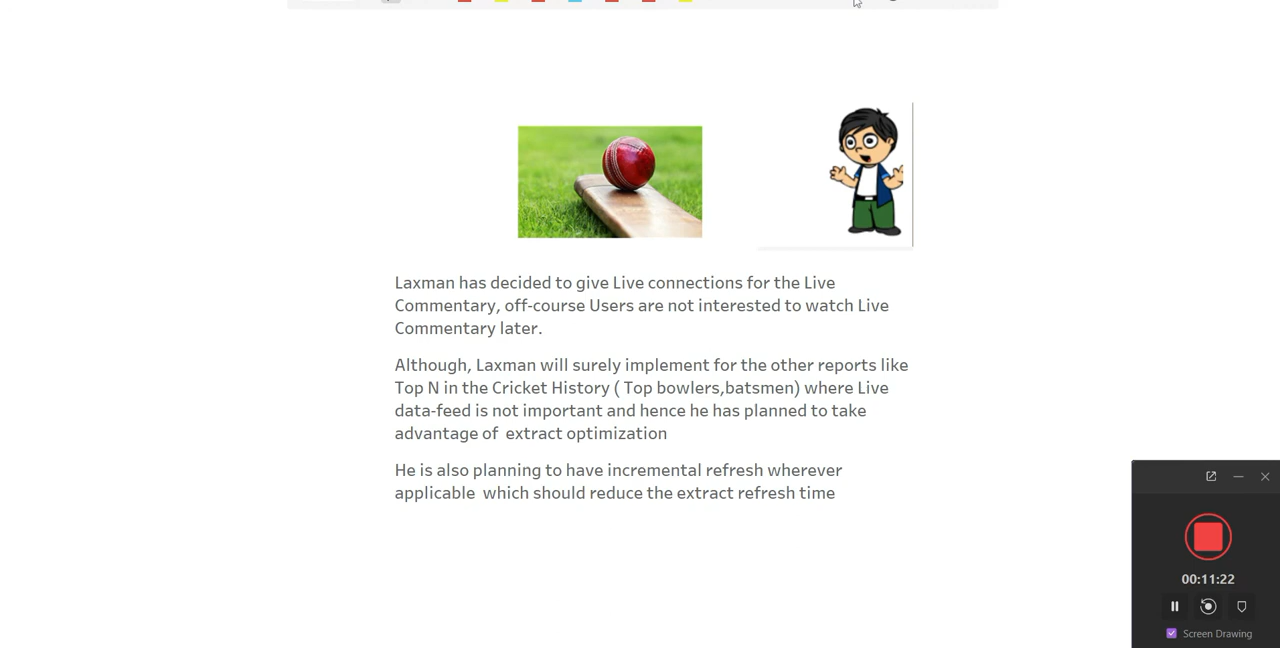 Laxman has decided to give Live connections for the Live
Commentary, off-course Users are not interested to watch Live
Commentary later.
Although, Laxman will surely implement for the other reports like
Top N in the Cricket History ( Top bowlers,batsmen) where Live
data-feed is not important and hence he has planned to take
advantage of  extract optimization
He is also planning to have incremental refresh wherever
applicable  which should reduce the extract refresh time
00:11:22
Screen Drawing